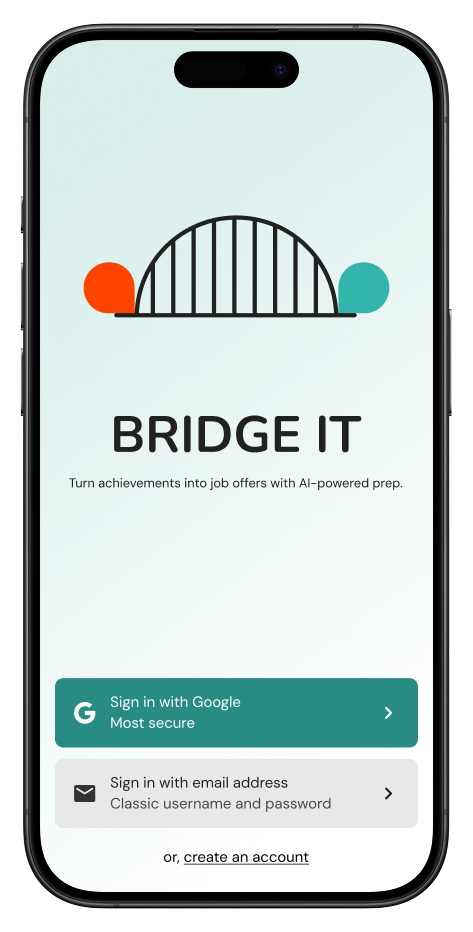 BRIDGE IT
Turn achievements into job offers with AI-powered prep.
Sign in with Google
Most secure
Sign in with email address
Classic username and password
or, create an account